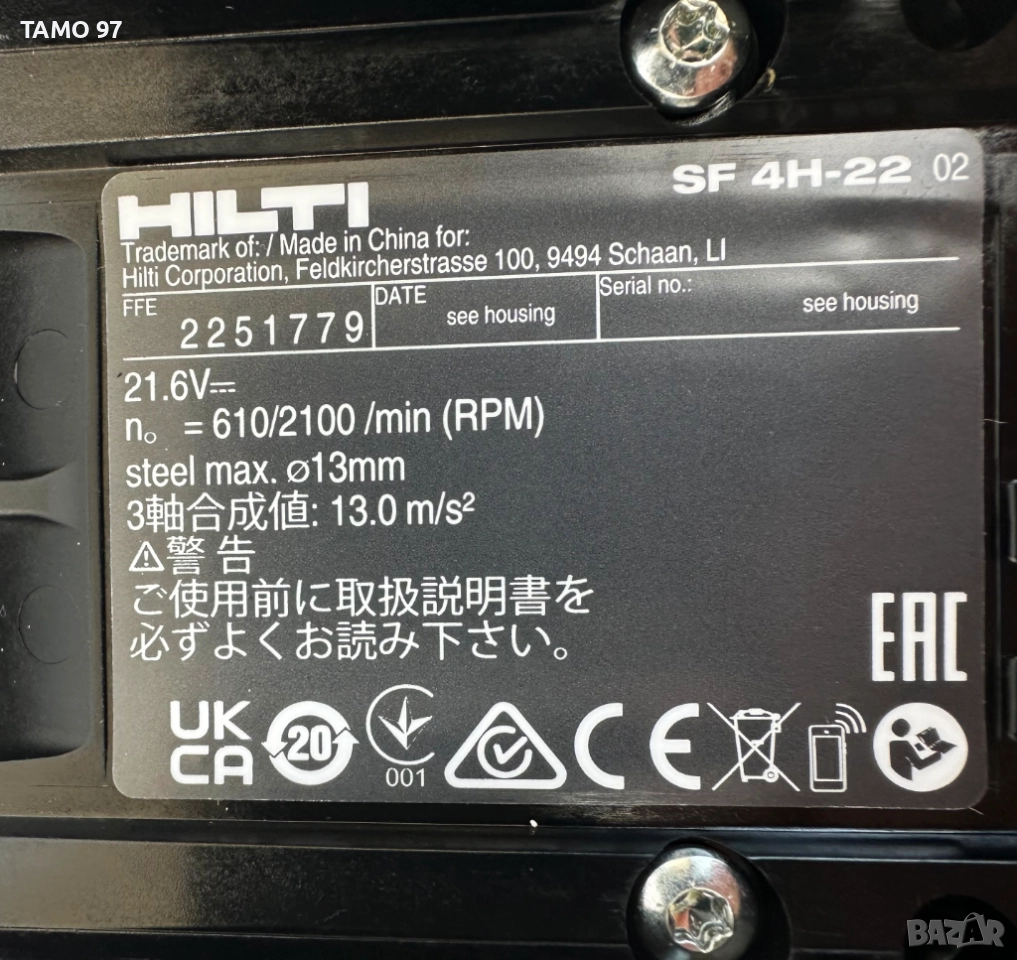 TAMO 97
HILTI
SF 4H-22 02
Trademark of: / Made in China for:
Hilti Corporation, Feldkircherstrasse 100, 9494 Schaan, LI
FFE 2251779 DATE see housing Serial no.: see housing
21.6V⎓
n₀ = 610/2100 /min (RPM)
steel max. ⌀13mm
3軸合成値: 13.0 m/s²
⚠警 告
ご使用前に取扱説明書を
必ずよくお読み下さい。
EAC
UK
CA
20
001
CE
BAZAR